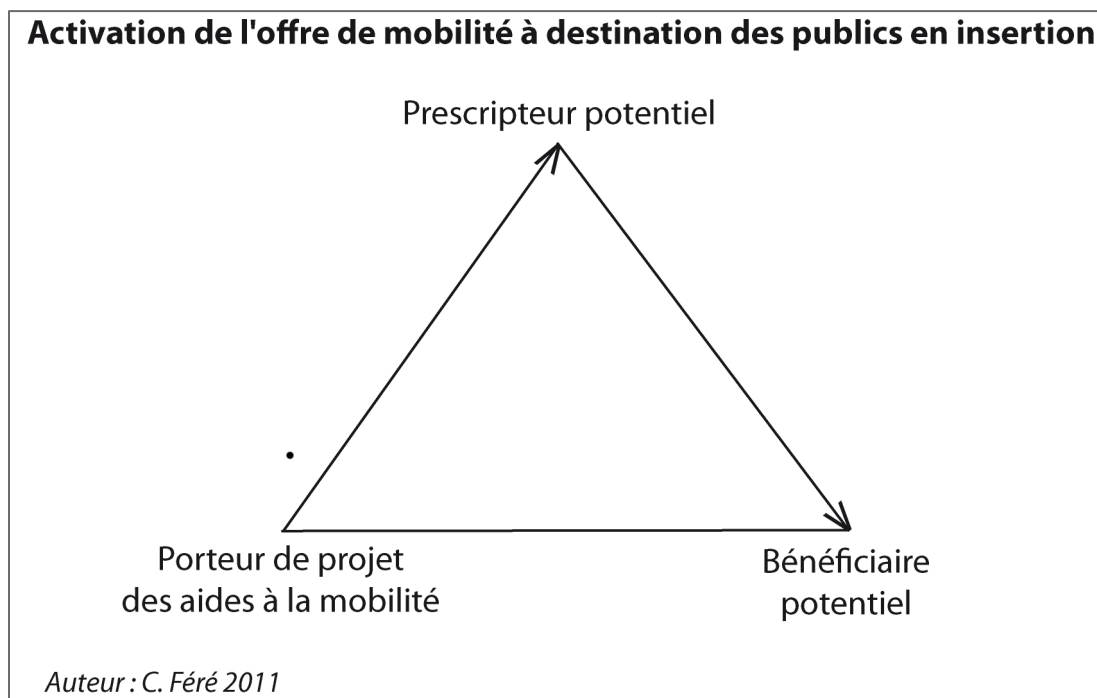 Activation de l'offre de mobilité à destination des publics en insertion
Prescripteur potentiel
Porteur de projet
des aides à la mobilité
Bénéficiaire
potentiel
Auteur : C. Féré 2011